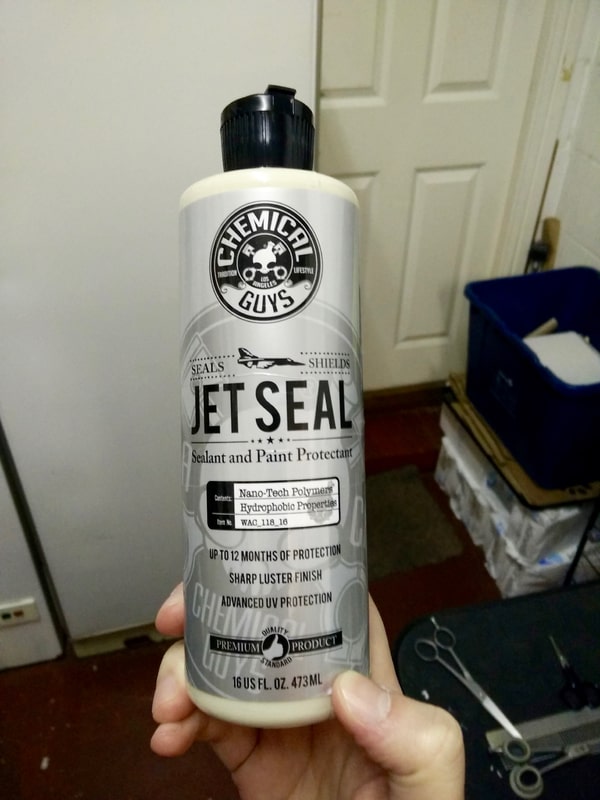 CHEMICAL
TRADITION LIFESTYLE
LOS ANGELES
GUYS
SEALS SHIELDS
JET SEAL
Sealant and Paint Protectant
Contents: Nano-Tech Polymers
Hydrophobic Properties
Item No. WAC_118_16
UP TO 12 MONTHS OF PROTECTION
SHARP LUSTER FINISH
ADVANCED UV PROTECTION
QUALITY
PREMIUM PRODUCT
STANDARD
16 US FL. OZ. 473 ML